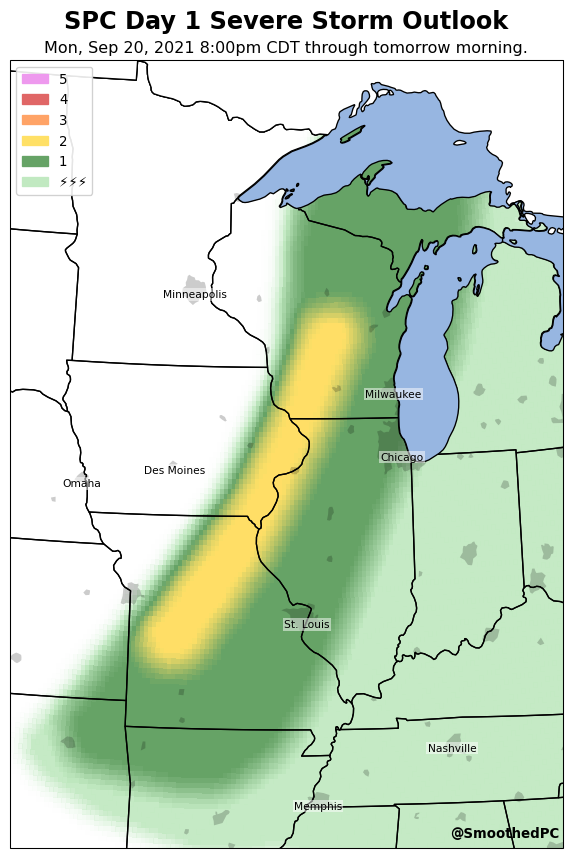 SPC Day 1 Severe Storm Outlook
Mon, Sep 20, 2021 8:00pm CDT through tomorrow morning.
5
4
3
2
1
⚡⚡⚡
Minneapolis
Milwaukee
Chicago
Des Moines
Omaha
St. Louis
Nashville
Memphis
@SmoothedPC